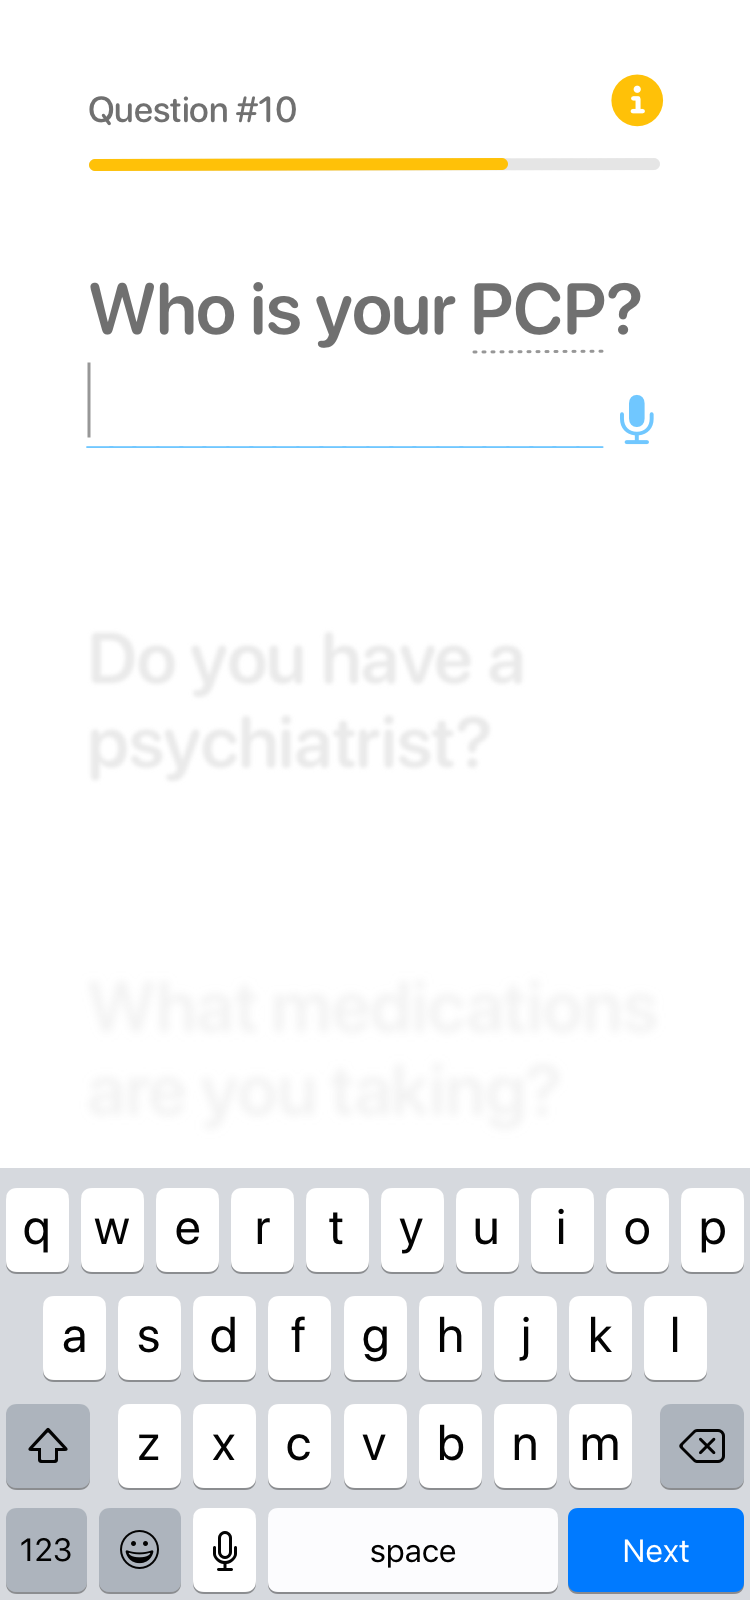 Question #10
Who is your PCP?
Do you have a
psychiatrist?
What medications
are you taking?
q w e r t y u i o p
a s d f g h j k l
z x c v b n m
123 space Next